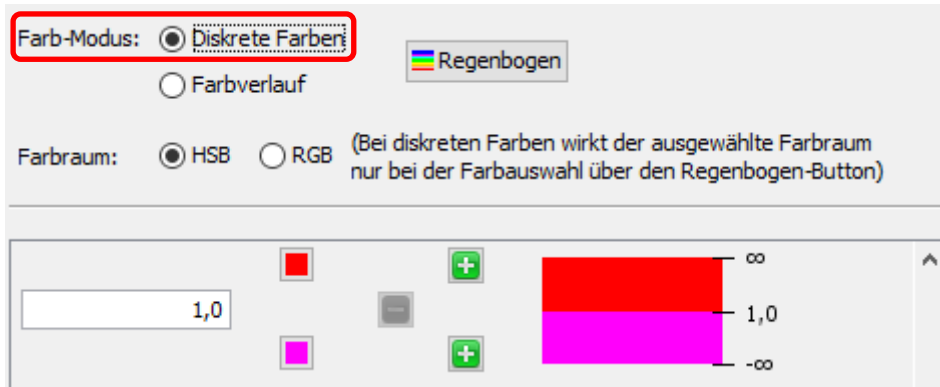 Farb-Modus: Diskrete Farben
Regenbogen
Farbverlauf
Farbraum: HSB RGB (Bei diskreten Farben wirkt der ausgewählte Farbraum
nur bei der Farbauswahl über den Regenbogen-Button)
∞
1,0 1,0
-∞